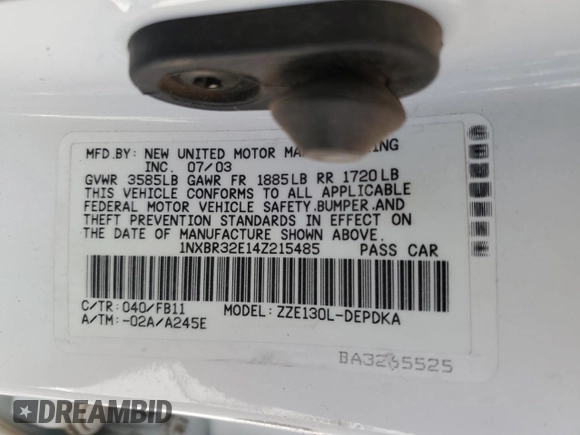 MFD.BY: NEW UNITED MOTOR
INC. 07/03
GVWR 3585LB GAWR FR 1885LB RR 1720LB
THIS VEHICLE CONFORMS TO ALL APPLICABLE
FEDERAL MOTOR VEHICLE SAFETY,BUMPER,AND
THEFT PREVENTION STANDARDS IN EFFECT ON
THE DATE OF MANUFACTURE SHOWN ABOVE.
1NXBR32E14Z215485 PASS CAR
C/TR: 040/FB11 MODEL: ZZE130L-DEPDKA
A/TM: -02A/A245E
BA3265525
DREAMBID